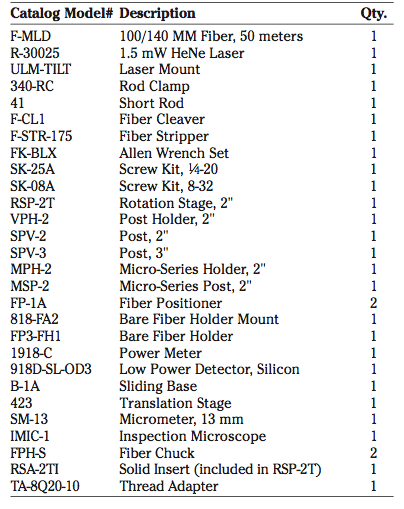 Catalog Model# Description Qty.
F-MLD 100/140 MM Fiber, 50 meters 1
R-30025 1.5 mW HeNe Laser 1
ULM-TILT Laser Mount 1
340-RC Rod Clamp 1
41 Short Rod 1
F-CL1 Fiber Cleaver 1
F-STR-175 Fiber Stripper 1
FK-BLX Allen Wrench Set 1
SK-25A Screw Kit, ¼-20 1
SK-08A Screw Kit, 8-32 1
RSP-2T Rotation Stage, 2" 1
VPH-2 Post Holder, 2" 1
SPV-2 Post, 2" 1
SPV-3 Post, 3" 1
MPH-2 Micro-Series Holder, 2" 1
MSP-2 Micro-Series Post, 2" 1
FP-1A Fiber Positioner 2
818-FA2 Bare Fiber Holder Mount 1
FP3-FH1 Bare Fiber Holder 1
1918-C Power Meter 1
918D-SL-OD3 Low Power Detector, Silicon 1
B-1A Sliding Base 1
423 Translation Stage 1
SM-13 Micrometer, 13 mm 1
IMIC-1 Inspection Microscope 1
FPH-S Fiber Chuck 2
RSA-2TI Solid Insert (included in RSP-2T) 1
TA-8Q20-10 Thread Adapter 1